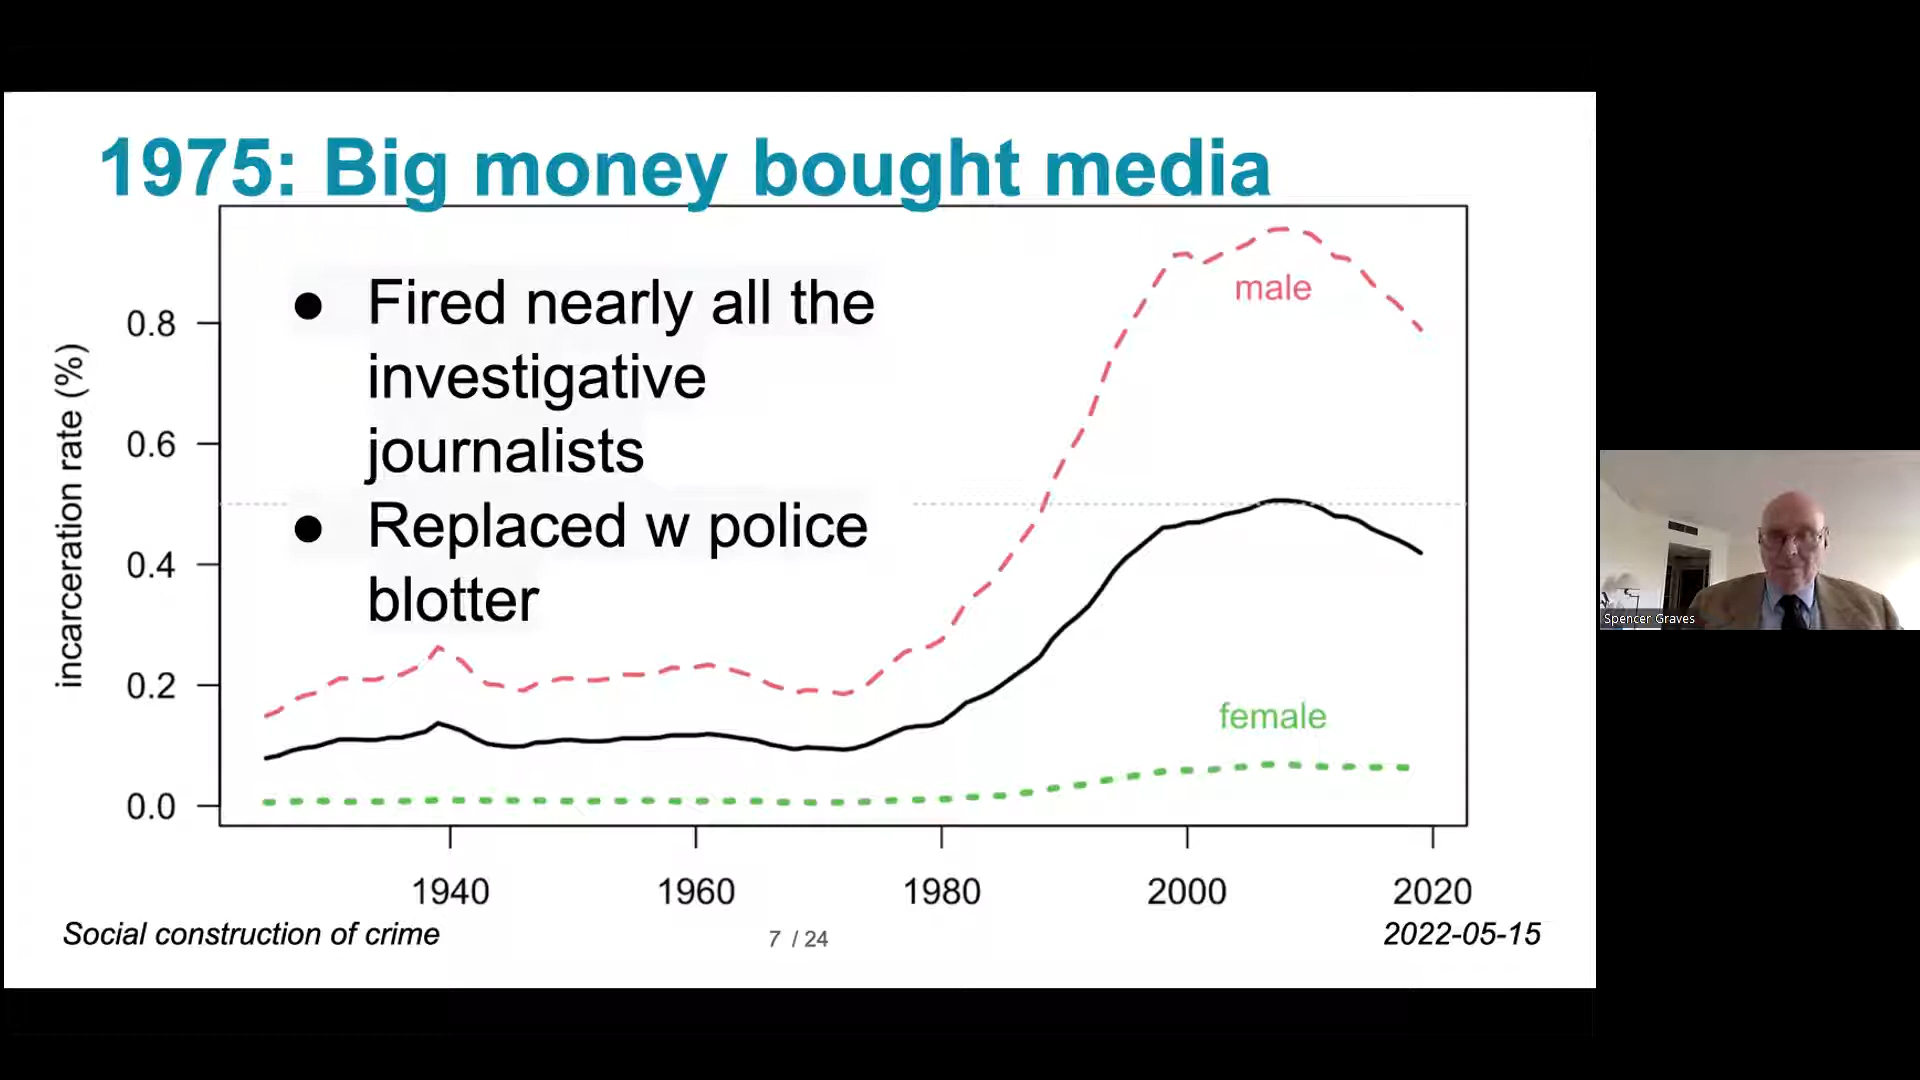 1975: Big money bought media
● Fired nearly all the
investigative
journalists
● Replaced w police
blotter
male
female
incarceration rate (%)
0.8
0.6
0.4
0.2
0.0
1940 1960 1980 2000 2020
Social construction of crime 7 / 24 2022-05-15
Spencer Graves